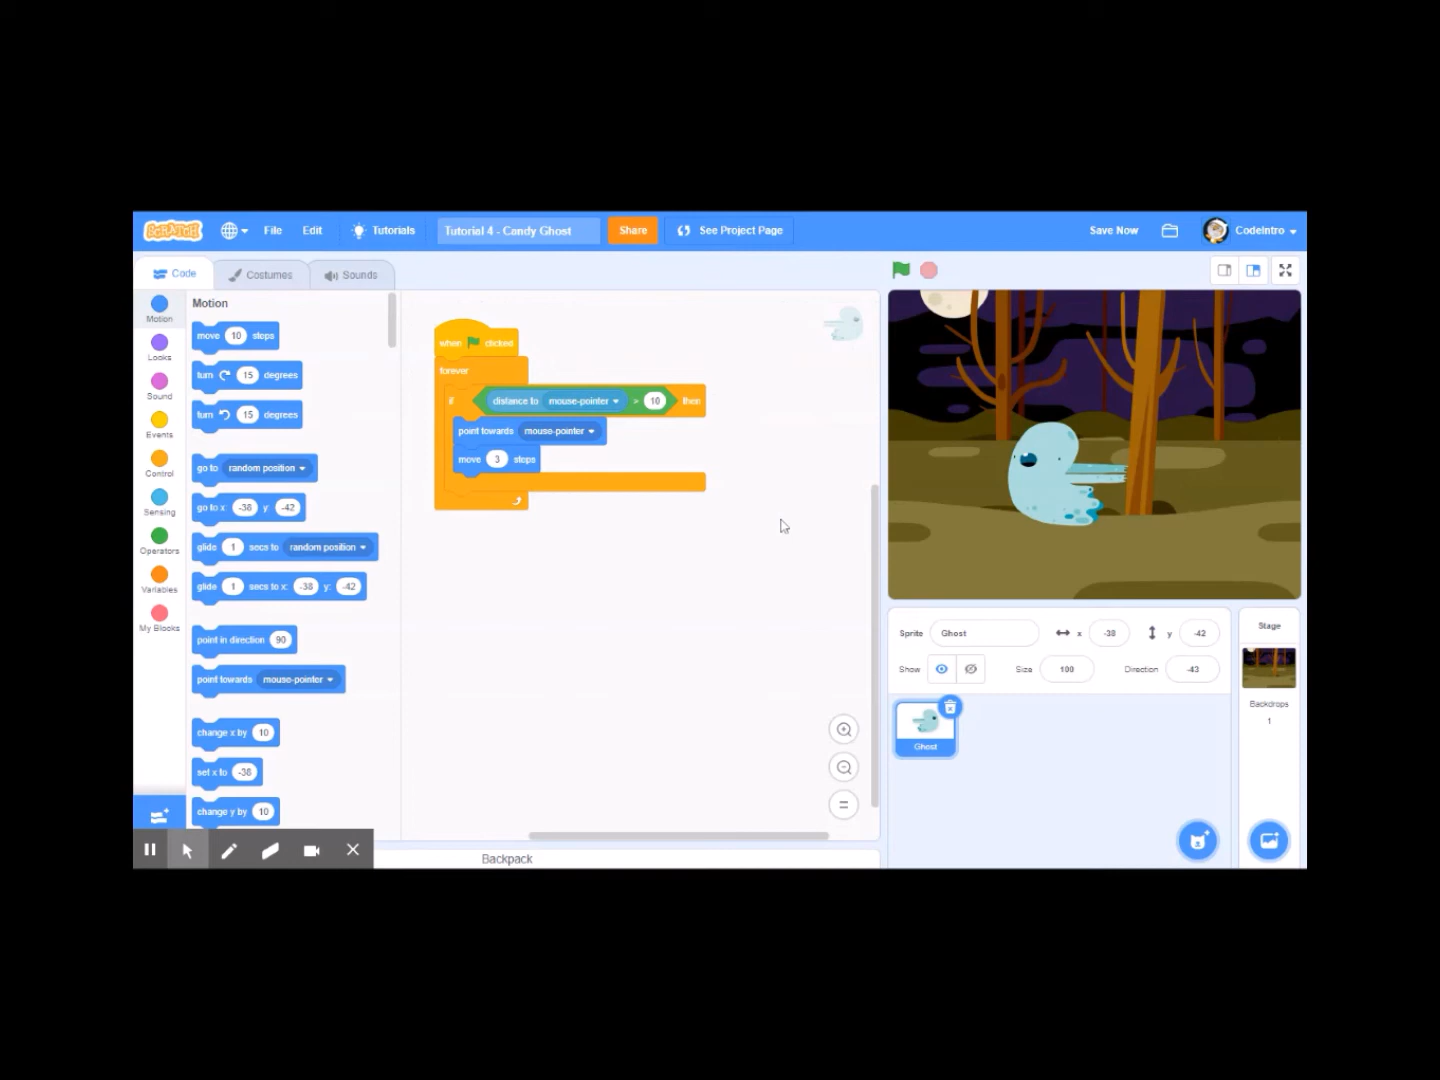 SCRATCH
File
Edit
Tutorials
Tutorial 4 - Candy Ghost
Share
See Project Page
Save Now
CodeIntro
Code
Costumes
Sounds
Motion
Looks
Sound
Events
Control
Sensing
Operators
Variables
My Blocks
Motion
move 10 steps
turn 15 degrees
turn 15 degrees
go to random position
go to x: -38 y: -42
glide 1 secs to random position
glide 1 secs to x: -38 y: -42
point in direction 90
point towards mouse-pointer
change x by 10
set x to -38
change y by 10
when clicked
forever
if distance to mouse-pointer > 10 then
point towards mouse-pointer
move 3 steps
Backpack
Sprite Ghost x -38 y -42
Show Size 100 Direction -43
Ghost
Stage
Backdrops
1